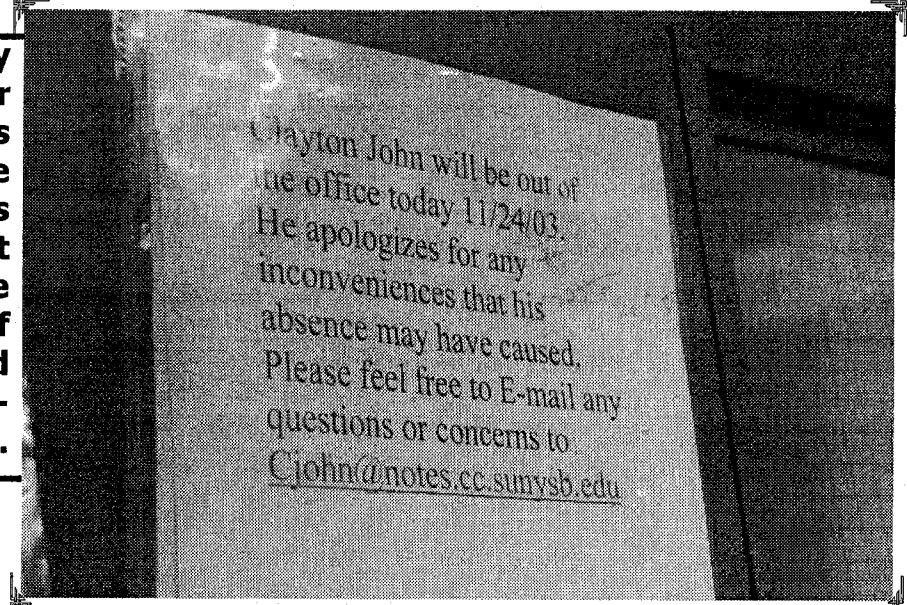 y
r
s
e
s
t
e
f
d
-
.
Clayton John will be out of
the office today 11/24/03.
He apologizes for any
inconveniences that his
absence may have caused.
Please feel free to E-mail any
questions or concerns to
Cjohn@notes.cc.sunysb.edu